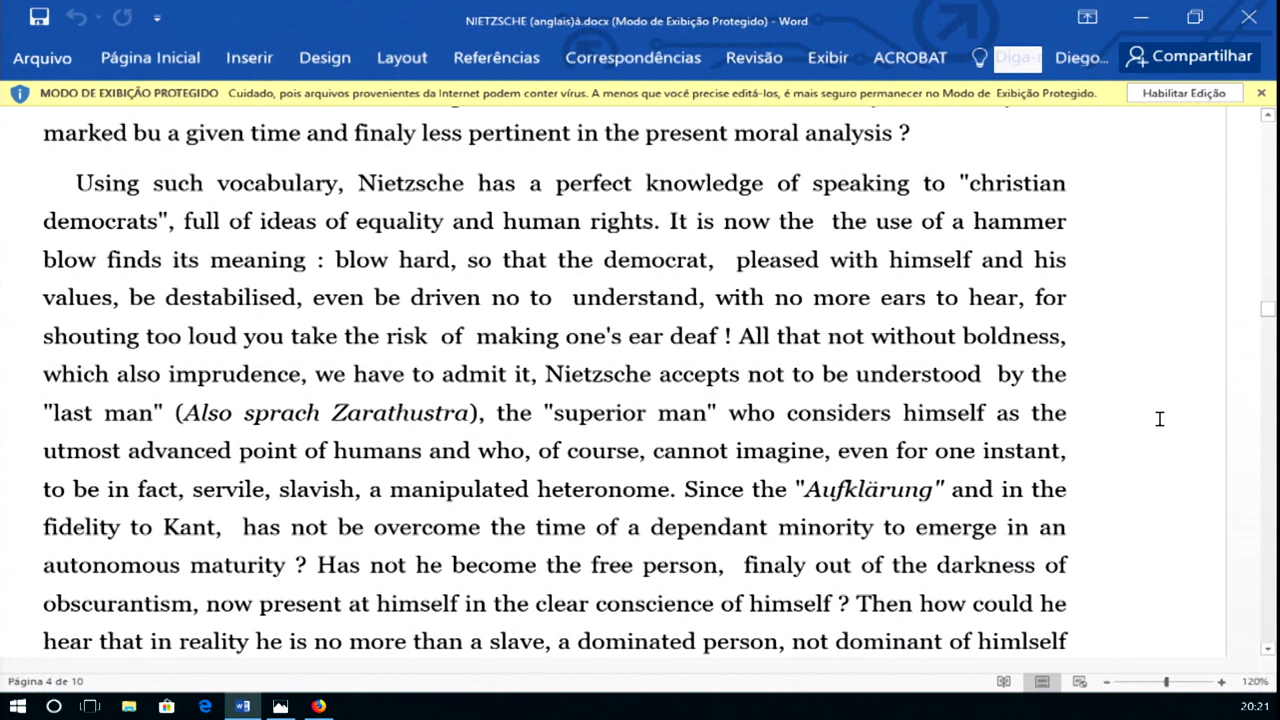 NIETZSCHE (anglais)à.docx (Modo de Exibição Protegido) - Word
Arquivo Página Inicial Inserir Design Layout Referências Correspondências Revisão Exibir ACROBAT Diego... Compartilhar
MODO DE EXIBIÇÃO PROTEGIDO Cuidado, pois arquivos provenientes da Internet podem conter vírus. A menos que você precise editá-los, é mais seguro permanecer no Modo de Exibição Protegido. Habilitar Edição
marked bu a given time and finaly less pertinent in the present moral analysis ?
Using such vocabulary, Nietzsche has a perfect knowledge of speaking to "christian
democrats", full of ideas of equality and human rights. It is now the the use of a hammer
blow finds its meaning : blow hard, so that the democrat, pleased with himself and his
values, be destabilised, even be driven no to understand, with no more ears to hear, for
shouting too loud you take the risk of making one's ear deaf ! All that not without boldness,
which also imprudence, we have to admit it, Nietzsche accepts not to be understood by the
"last man" (Also sprach Zarathustra), the "superior man" who considers himself as the
utmost advanced point of humans and who, of course, cannot imagine, even for one instant,
to be in fact, servile, slavish, a manipulated heteronome. Since the "Aufklärung" and in the
fidelity to Kant, has not be overcome the time of a dependant minority to emerge in an
autonomous maturity ? Has not he become the free person, finaly out of the darkness of
obscurantism, now present at himself in the clear conscience of himself ? Then how could he
hear that in reality he is no more than a slave, a dominated person, not dominant of himlself
Página 4 de 10
120%
20:21